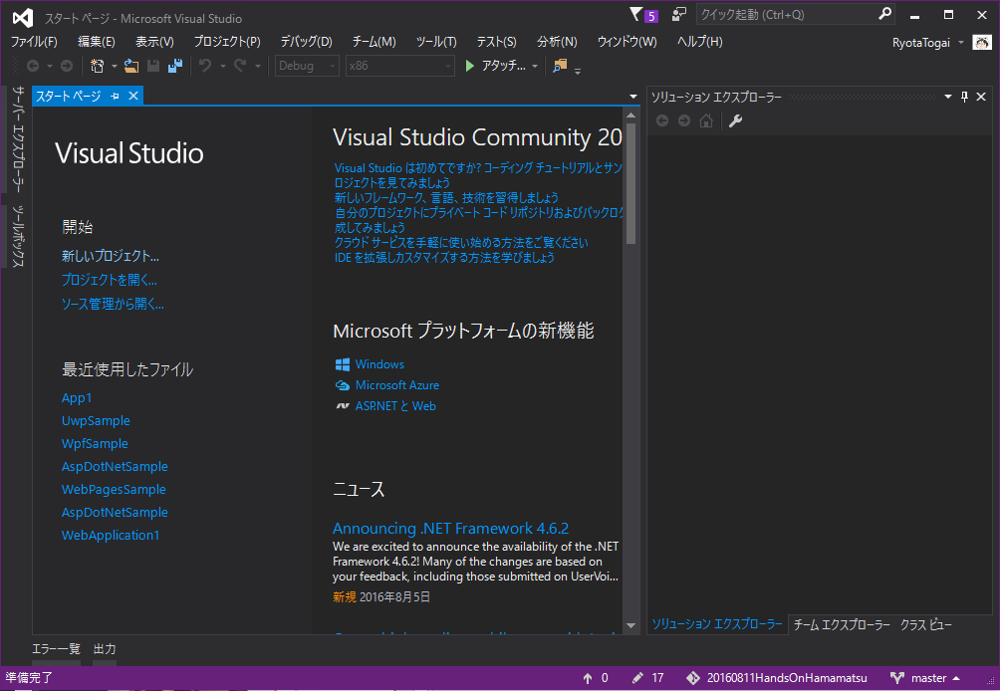 スタート ページ - Microsoft Visual Studio
5
クイック起動 (Ctrl+Q)
ファイル(F) 編集(E) 表示(V) プロジェクト(P) デバッグ(D) チーム(M) ツール(T) テスト(S) 分析(N) ウィンドウ(W) ヘルプ(H)
RyotaTogai
Debug x86 アタッチ...
サーバー エクスプローラー
ツールボックス
スタート ページ
Visual Studio
開始
新しいプロジェクト...
プロジェクトを開く...
ソース管理から開く...
最近使用したファイル
App1
UwpSample
WpfSample
AspDotNetSample
WebPagesSample
AspDotNetSample
WebApplication1
Visual Studio Community 20
Visual Studio は初めてですか? コーディング チュートリアルとサン
ロジェクトを見てみましょう
新しいフレームワーク、言語、技術を習得しましょう
自分のプロジェクトにプライベート コード リポジトリおよびバックログ
成してみましょう
クラウド サービスを手軽に使い始める方法をご覧ください
IDE を拡張しカスタマイズする方法を学びましょう
Microsoft プラットフォームの新機能
Windows
Microsoft Azure
ASP.NET と Web
ニュース
Announcing .NET Framework 4.6.2
We are excited to announce the availability of the .NET
Framework 4.6.2! Many of the changes are based on
your feedback, including those submitted on UserVoi...
新規 2016年8月5日
ソリューション エクスプローラー
ソリューション エクスプローラー チーム エクスプローラー クラス ビュー
エラー一覧 出力
準備完了
0 17 20160811HandsOnHamamatsu master